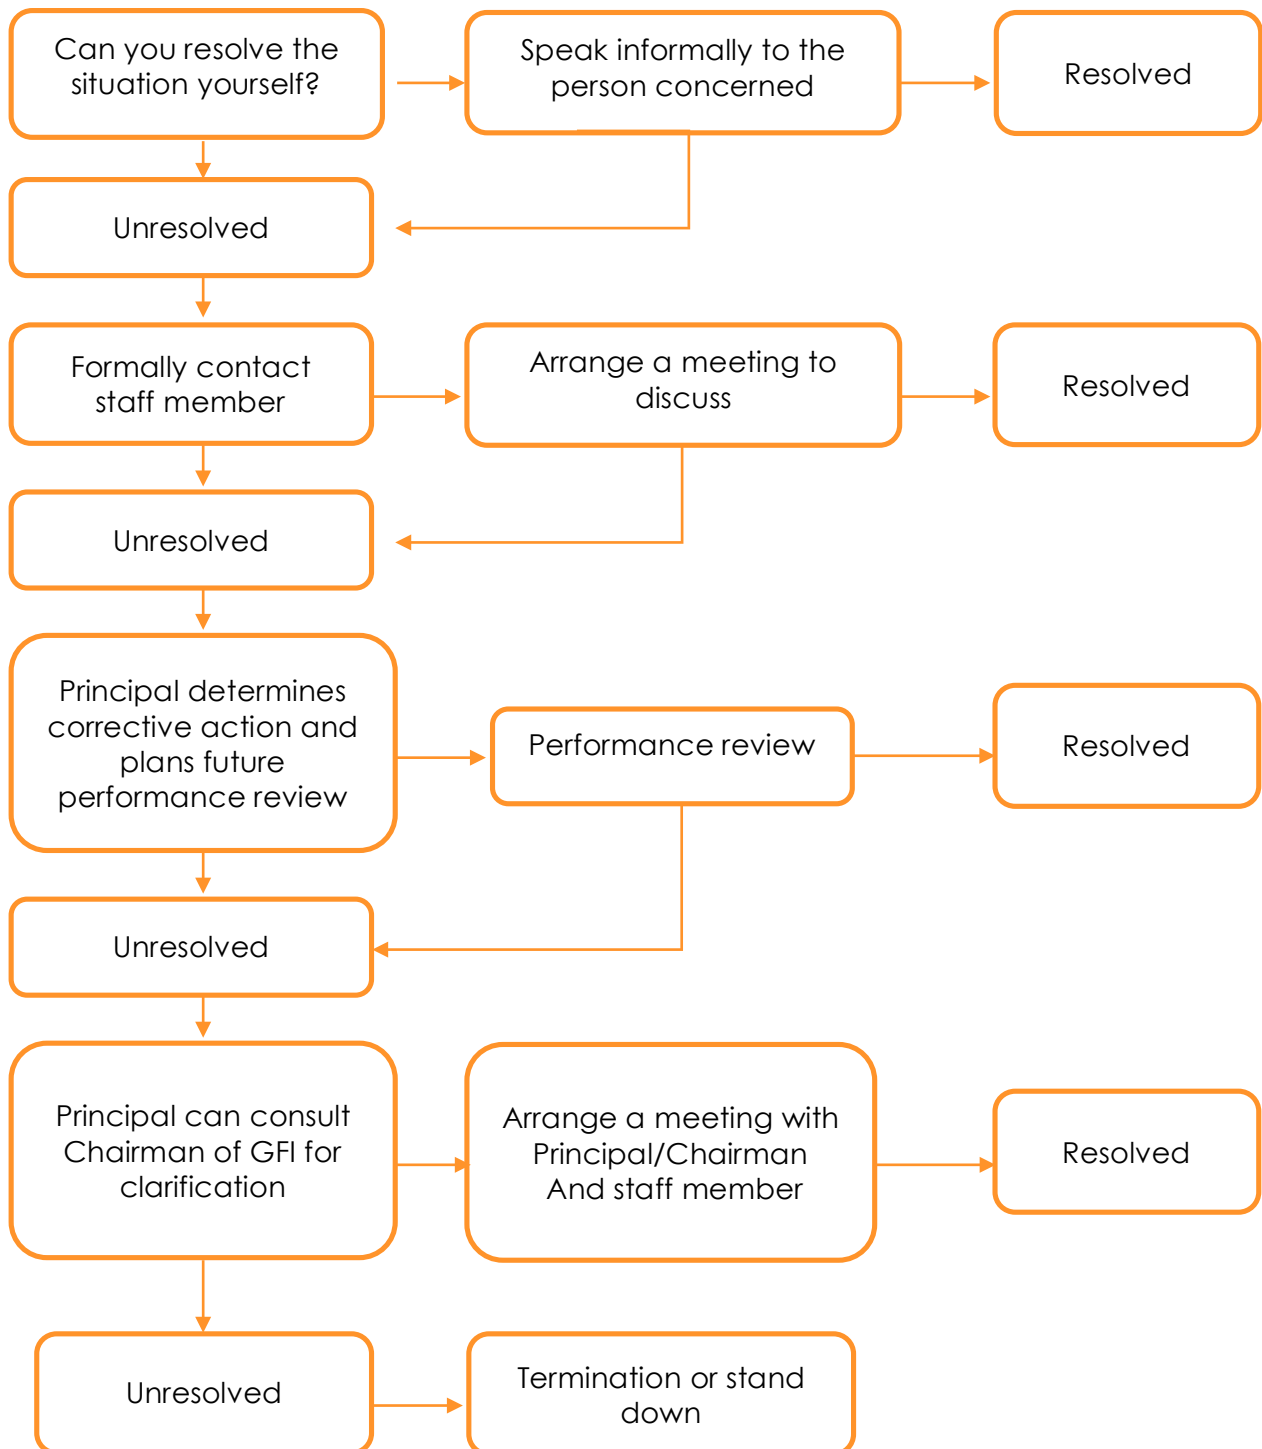 Can you resolve the
situation yourself?
Speak informally to the
person concerned
Resolved
Unresolved
Formally contact
staff member
Arrange a meeting to
discuss
Resolved
Unresolved
Principal determines
corrective action and
plans future
performance review
Performance review
Resolved
Unresolved
Principal can consult
Chairman of GFI for
clarification
Arrange a meeting with
Principal/Chairman
And staff member
Resolved
Unresolved
Termination or stand
down